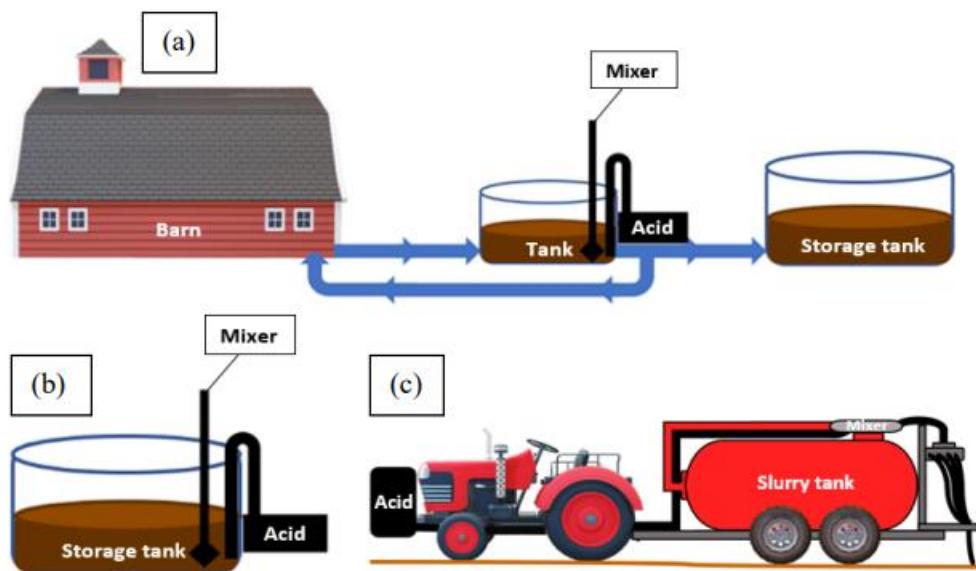 (a)
Mixer
Barn
Tank
Acid
Storage tank
(b)
Mixer
Storage tank
Acid
(c)
Acid
Mixer
Slurry tank